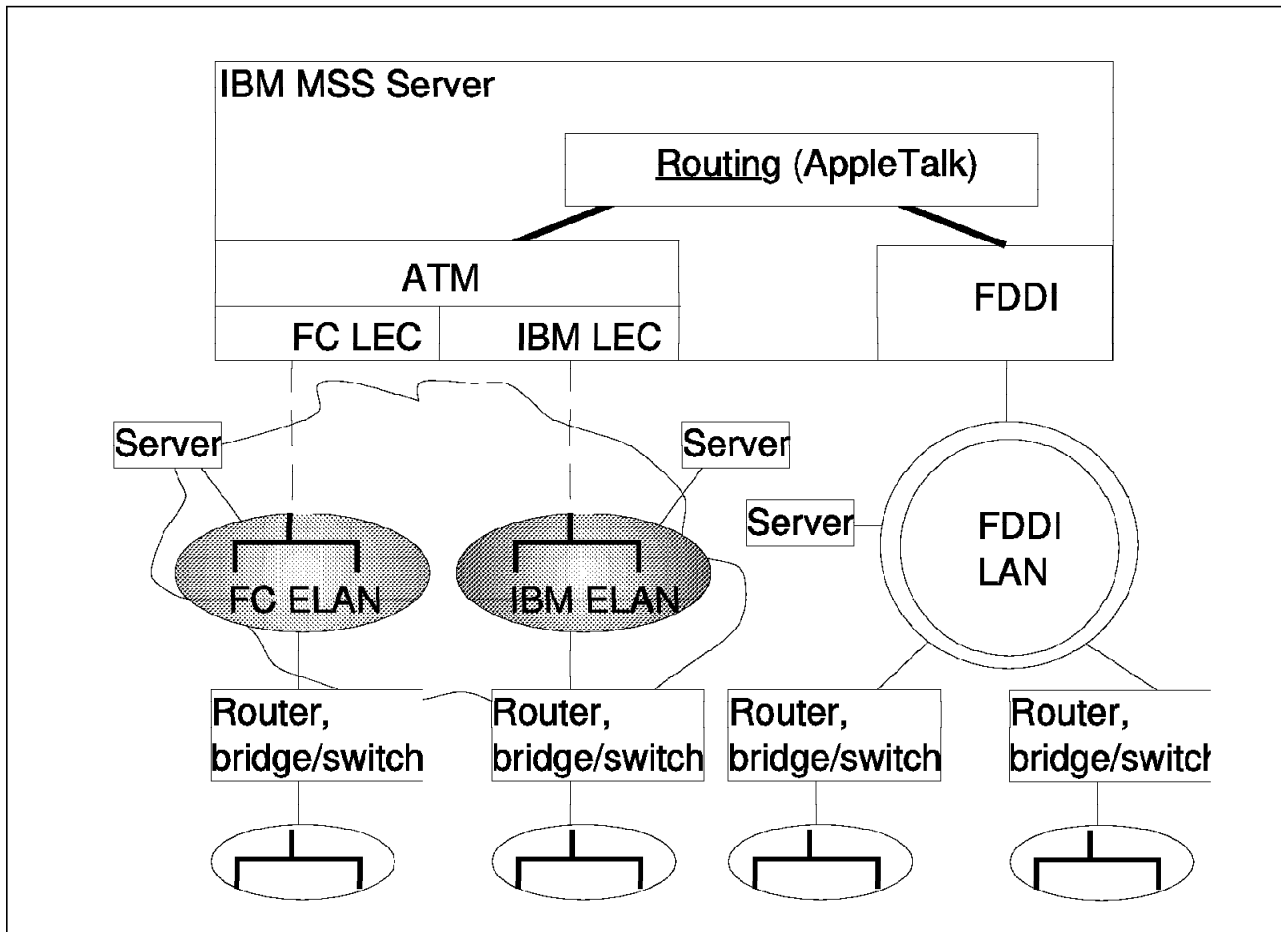 IBM MSS Server
Routing (AppleTalk)
ATM
FDDI
FC LEC
IBM LEC
Server
Server
Server
FDDI
LAN
FC ELAN
IBM ELAN
Router,
bridge/switch
Router,
bridge/switch
Router,
bridge/switch
Router,
bridge/switch